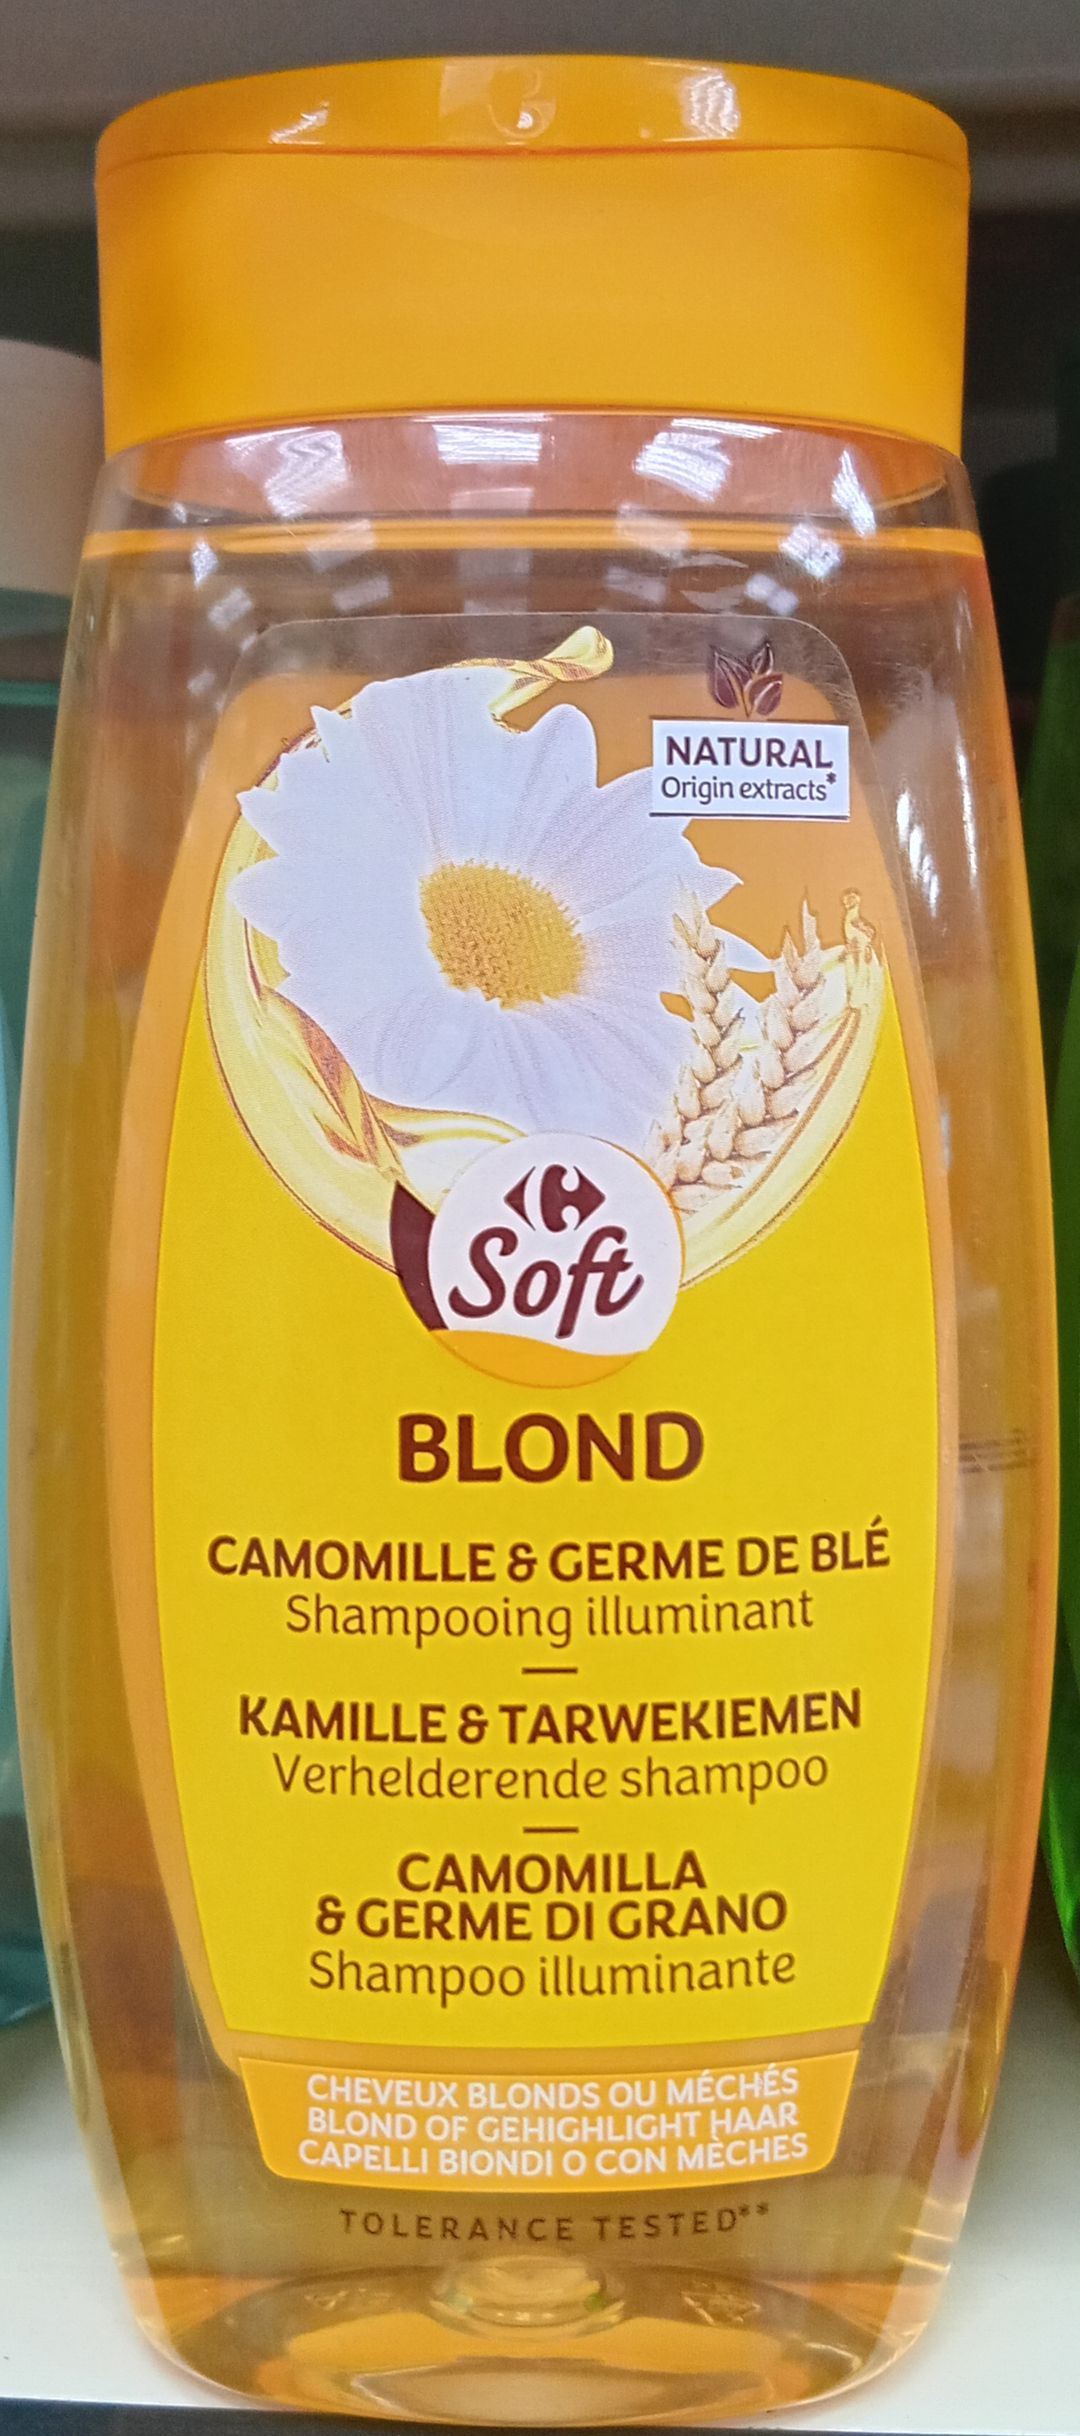 NATURAL
Origin extracts*
Soft
BLOND
CAMOMILLE & GERME DE BLÉ
Shampooing illuminant
KAMILLE & TARWEKIEMEN
Verhelderende shampoo
CAMOMILLA
& GERME DI GRANO
Shampoo illuminante
CHEVEUX BLONDS OU MÉCHÉS
BLOND OF GEHIGHLIGHT HAAR
CAPELLI BIONDI O CON MÈCHES
TOLERANCE TESTED**